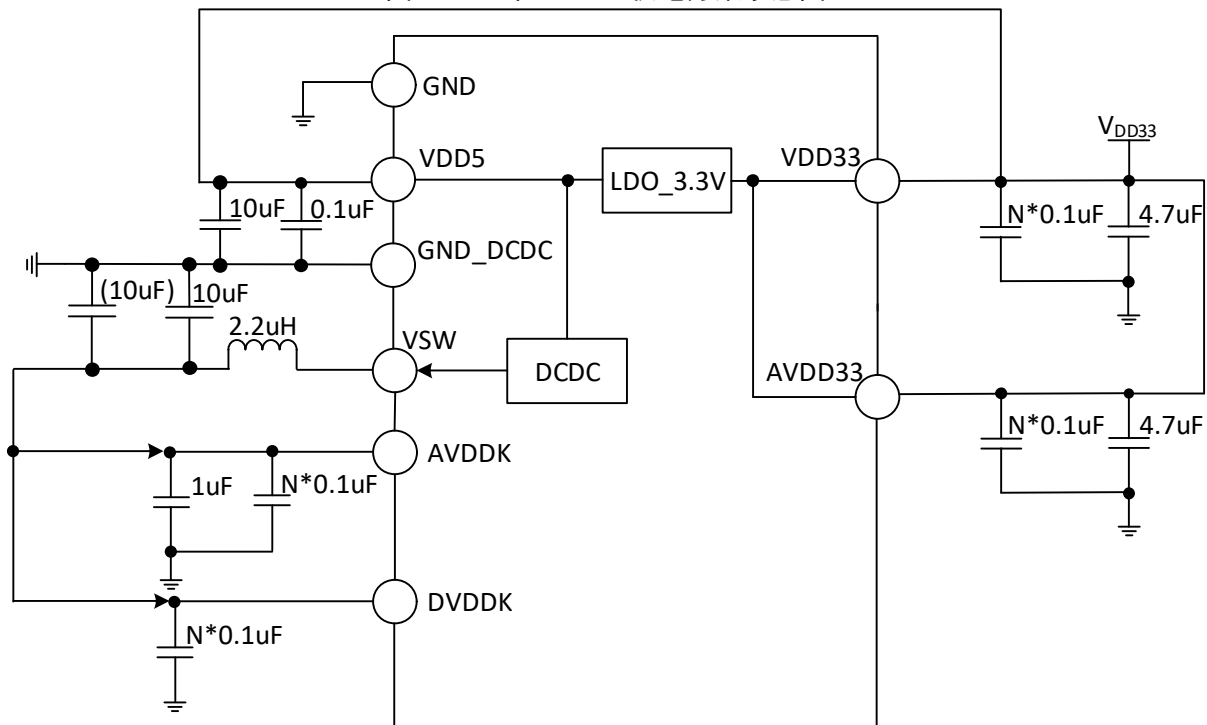 GND
VDD5
LDO_3.3V
VDD33
VDD33
10uF
0.1uF
N*0.1uF
4.7uF
GND_DCDC
(10uF)
10uF
2.2uH
VSW
DCDC
AVDD33
N*0.1uF
4.7uF
AVDDK
1uF
N*0.1uF
DVDDK
N*0.1uF